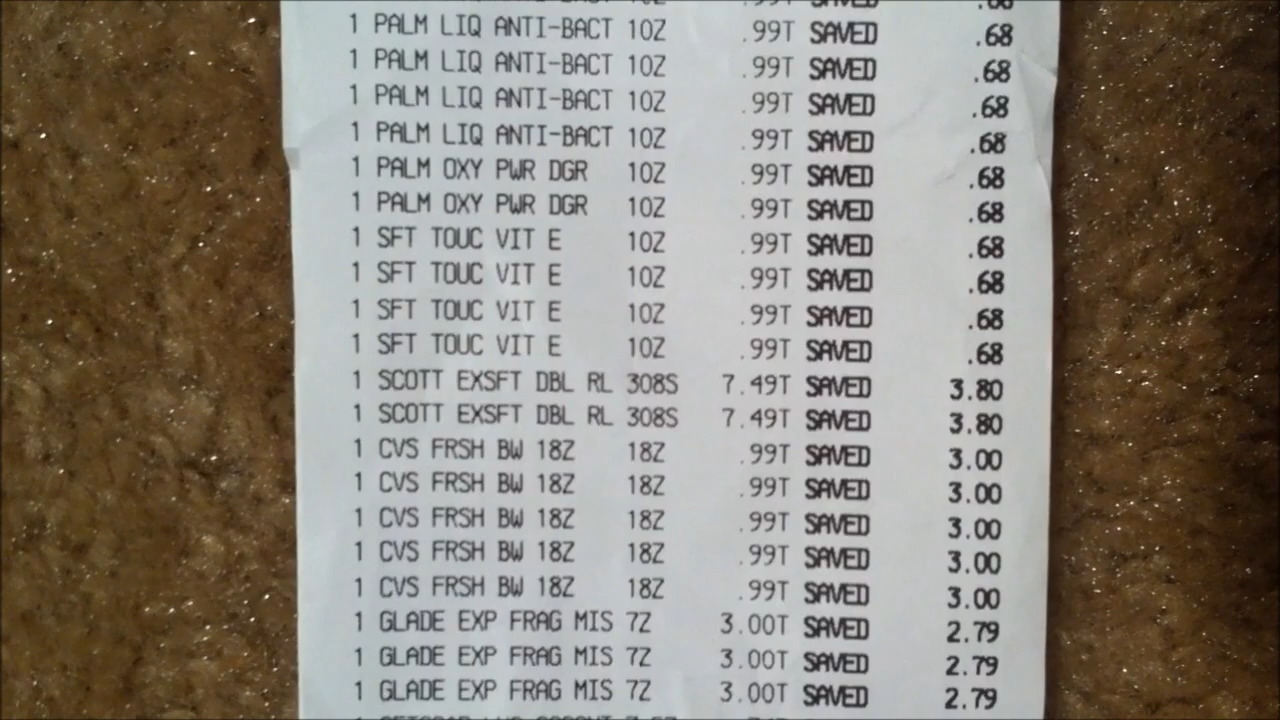 1 PALM LIQ ANTI-BACT 10Z .99T SAVED .68
1 PALM LIQ ANTI-BACT 10Z .99T SAVED .68
1 PALM LIQ ANTI-BACT 10Z .99T SAVED .68
1 PALM LIQ ANTI-BACT 10Z .99T SAVED .68
1 PALM OXY PWR DGR 10Z .99T SAVED .68
1 PALM OXY PWR DGR 10Z .99T SAVED .68
1 SFT TOUC VIT E 10Z .99T SAVED .68
1 SFT TOUC VIT E 10Z .99T SAVED .68
1 SFT TOUC VIT E 10Z .99T SAVED .68
1 SFT TOUC VIT E 10Z .99T SAVED .68
1 SCOTT EXSFT DBL RL 308S 7.49T SAVED 3.80
1 SCOTT EXSFT DBL RL 308S 7.49T SAVED 3.80
1 CVS FRSH BW 18Z 18Z .99T SAVED 3.00
1 CVS FRSH BW 18Z 18Z .99T SAVED 3.00
1 CVS FRSH BW 18Z 18Z .99T SAVED 3.00
1 CVS FRSH BW 18Z 18Z .99T SAVED 3.00
1 CVS FRSH BW 18Z 18Z .99T SAVED 3.00
1 GLADE EXP FRAG MIS 7Z 3.00T SAVED 2.79
1 GLADE EXP FRAG MIS 7Z 3.00T SAVED 2.79
1 GLADE EXP FRAG MIS 7Z 3.00T SAVED 2.79